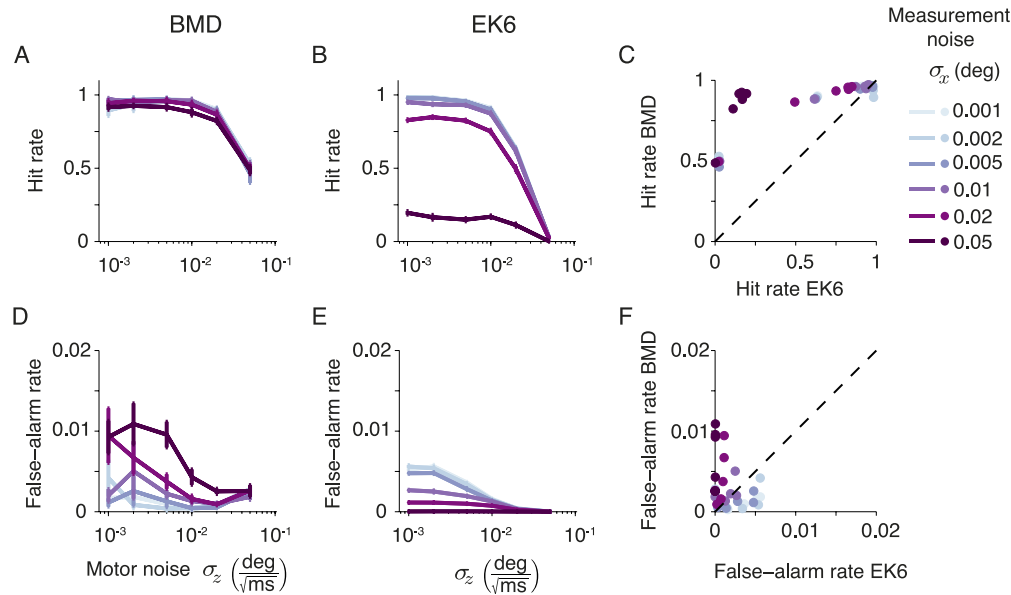 BMD
EK6
Measurement
noise
σx (deg)
0.001
0.002
0.005
0.01
0.02
0.05
A
Hit rate
1
0.5
0
10⁻³
10⁻²
10⁻¹
B
Hit rate
1
0.5
0
10⁻³
10⁻²
10⁻¹
C
Hit rate BMD
1
0.5
0
0
0.5
1
Hit rate EK6
D
False−alarm rate
0.02
0.01
0
10⁻³
10⁻²
10⁻¹
Motor noise σz (deg/√ms)
E
False−alarm rate
0.02
0.01
0
10⁻³
10⁻²
10⁻¹
σz (deg/√ms)
F
False−alarm rate BMD
0.02
0.01
0
0
0.01
0.02
False−alarm rate EK6